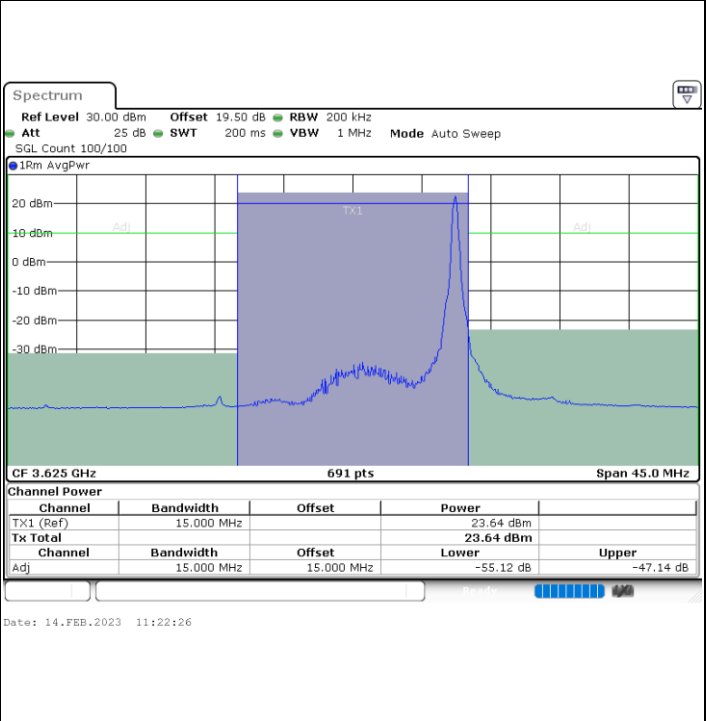 Spectrum
Ref Level 30.00 dBm Offset 19.50 dB RBW 200 kHz
Att 25 dB SWT 200 ms VBW 1 MHz Mode Auto Sweep
SGL Count 100/100
1Rm AvgPwr
20 dBm
TX1
Adj Adj
10 dBm
0 dBm
-10 dBm
-20 dBm
-30 dBm
CF 3.625 GHz 691 pts Span 45.0 MHz
Channel Power
Channel Bandwidth Offset Power
TX1 (Ref) 15.000 MHz 23.64 dBm
Tx Total 23.64 dBm
Channel Bandwidth Offset Lower Upper
Adj 15.000 MHz 15.000 MHz -55.12 dB -47.14 dB
Ready
Date: 14.FEB.2023 11:22:26